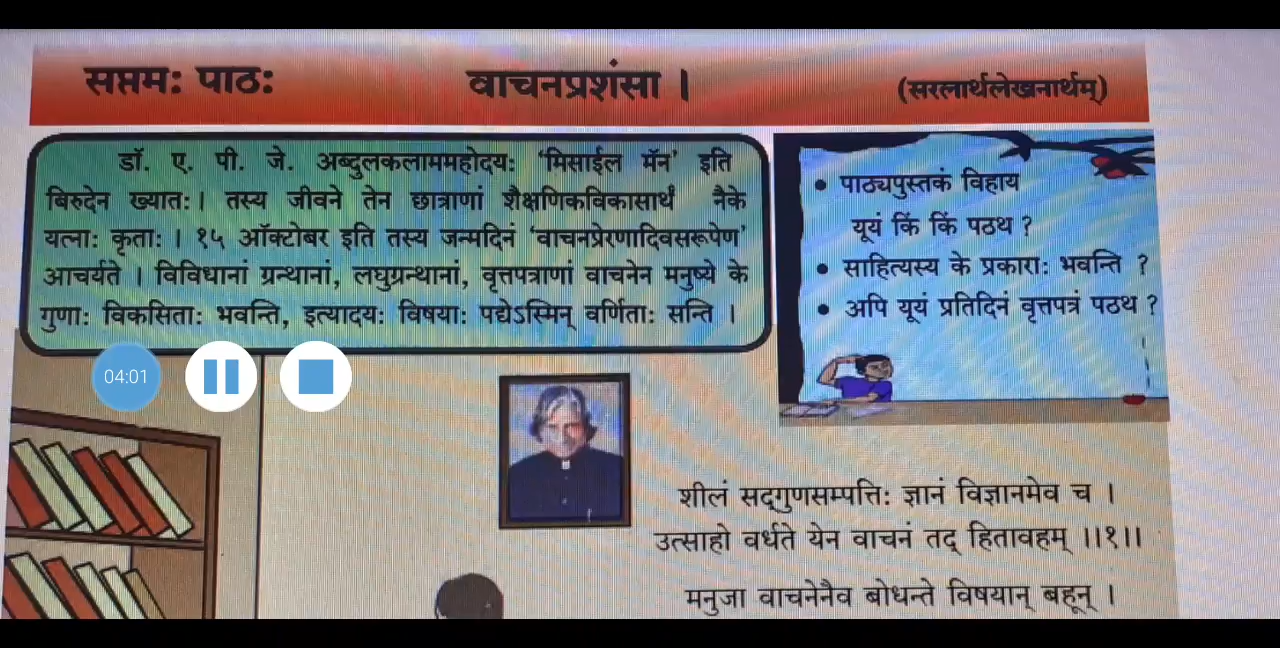 सप्तमः पाठः
वाचनप्रशंसा ।
(सरलार्थलेखनार्थम्)
डॉ. ए. पी. जे. अब्दुलकलाममहोदयः ‘मिसाईल मॅन’ इति
बिरुदेन ख्यातः । तस्य जीवने तेन छात्राणां शैक्षणिकविकासार्थं नैके
यत्नाः कृताः । १५ ऑक्टोबर इति तस्य जन्मदिनं ‘वाचनप्रेरणादिवसरूपेण’
आचर्यते । विविधानां ग्रन्थानां, लघुग्रन्थानां, वृत्तपत्राणां वाचनेन मनुष्ये के
गुणाः विकसिताः भवन्ति, इत्यादयः विषयाः पद्येऽस्मिन् वर्णिताः सन्ति ।
• पाठ्यपुस्तकं विहाय
यूयं किं किं पठथ ?
• साहित्यस्य के प्रकाराः भवन्ति ?
• अपि यूयं प्रतिदिनं वृत्तपत्रं पठथ ?
04:01
शीलं सद्गुणसम्पत्तिः ज्ञानं विज्ञानमेव च ।
उत्साहो वर्धते येन वाचनं तद् हितावहम् ।।१।।
मनुजा वाचनेनैव बोधन्ते विषयान् बहून् ।